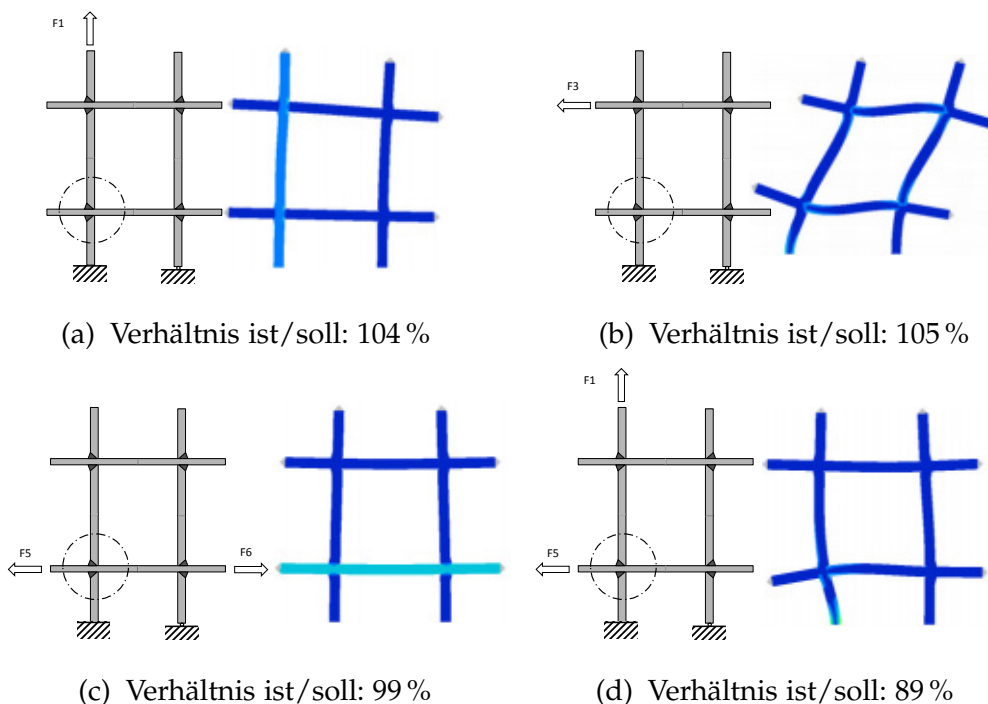 F1
F3
(a) Verhältnis ist/soll: 104 %
(b) Verhältnis ist/soll: 105 %
F1
F5
F6
F5
(c) Verhältnis ist/soll: 99 %
(d) Verhältnis ist/soll: 89 %